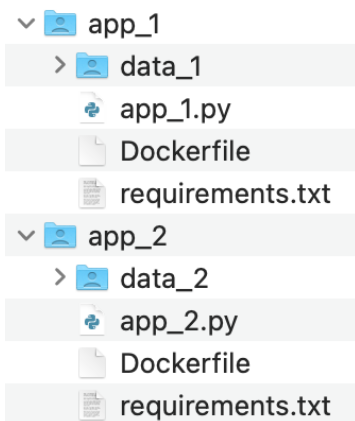 app_1
data_1
app_1.py
Dockerfile
requirements.txt
app_2
data_2
app_2.py
Dockerfile
requirements.txt